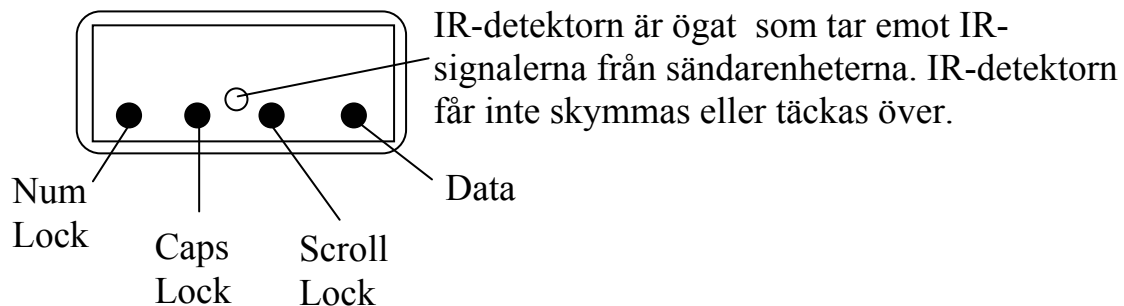 IR-detektorn är ögat som tar emot IR-
signalerna från sändarenheterna. IR-detektorn
får inte skymmas eller täckas över.
Num
Lock
Caps
Lock
Scroll
Lock
Data